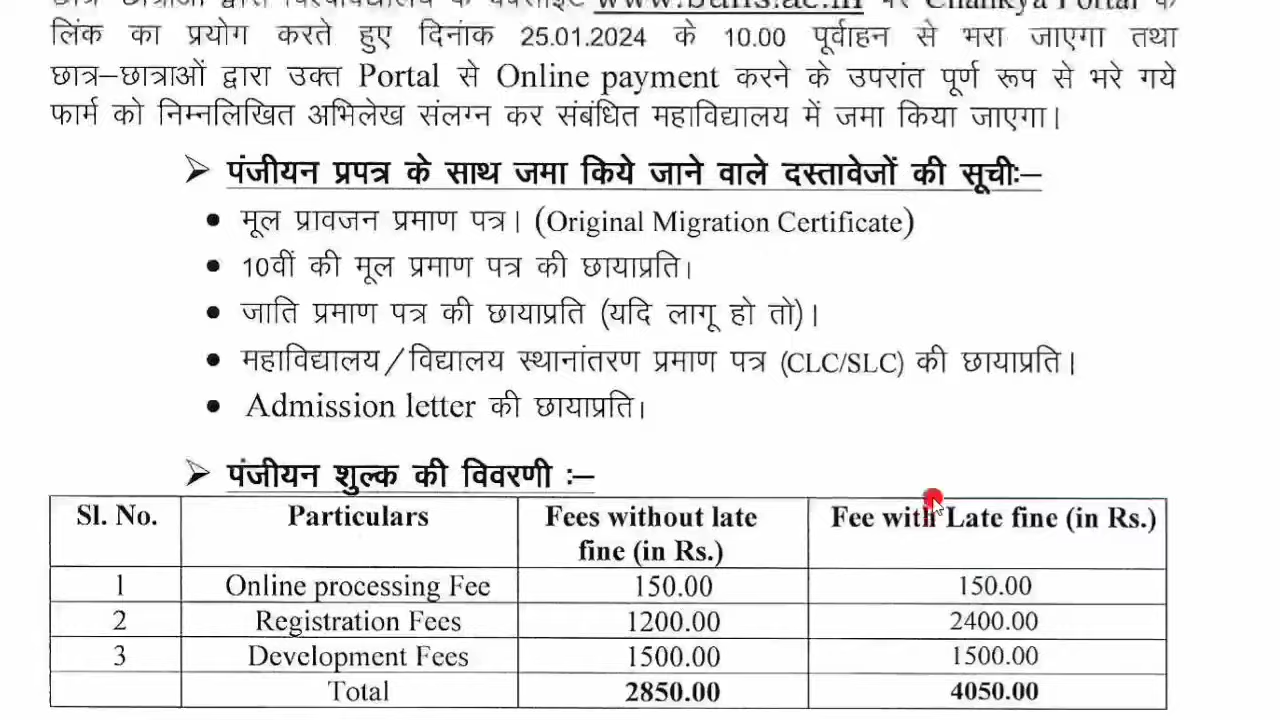 लिंक का प्रयोग करते हुए दिनांक 25.01.2024 के 10.00 पूर्वाहन से भरा जाएगा तथा
छात्र–छात्राओं द्वारा उक्त Portal से Online payment करने के उपरांत पूर्ण रूप से भरे गये
फार्म को निम्नलिखित अभिलेख संलग्न कर संबंधित महाविद्यालय में जमा किया जाएगा।
➢ पंजीयन प्रपत्र के साथ जमा किये जाने वाले दस्तावेजों की सूचीः–
• मूल प्रावजन प्रमाण पत्र। (Original Migration Certificate)
• 10वीं की मूल प्रमाण पत्र की छायाप्रति।
• जाति प्रमाण पत्र की छायाप्रति (यदि लागू हो तो)।
• महाविद्यालय/विद्यालय स्थानांतरण प्रमाण पत्र (CLC/SLC) की छायाप्रति।
• Admission letter की छायाप्रति।
➢ पंजीयन शुल्क की विवरणी :–
Sl. No. Particulars Fees without late Fee with Late fine (in Rs.)
fine (in Rs.)
1 Online processing Fee 150.00 150.00
2 Registration Fees 1200.00 2400.00
3 Development Fees 1500.00 1500.00
Total 2850.00 4050.00